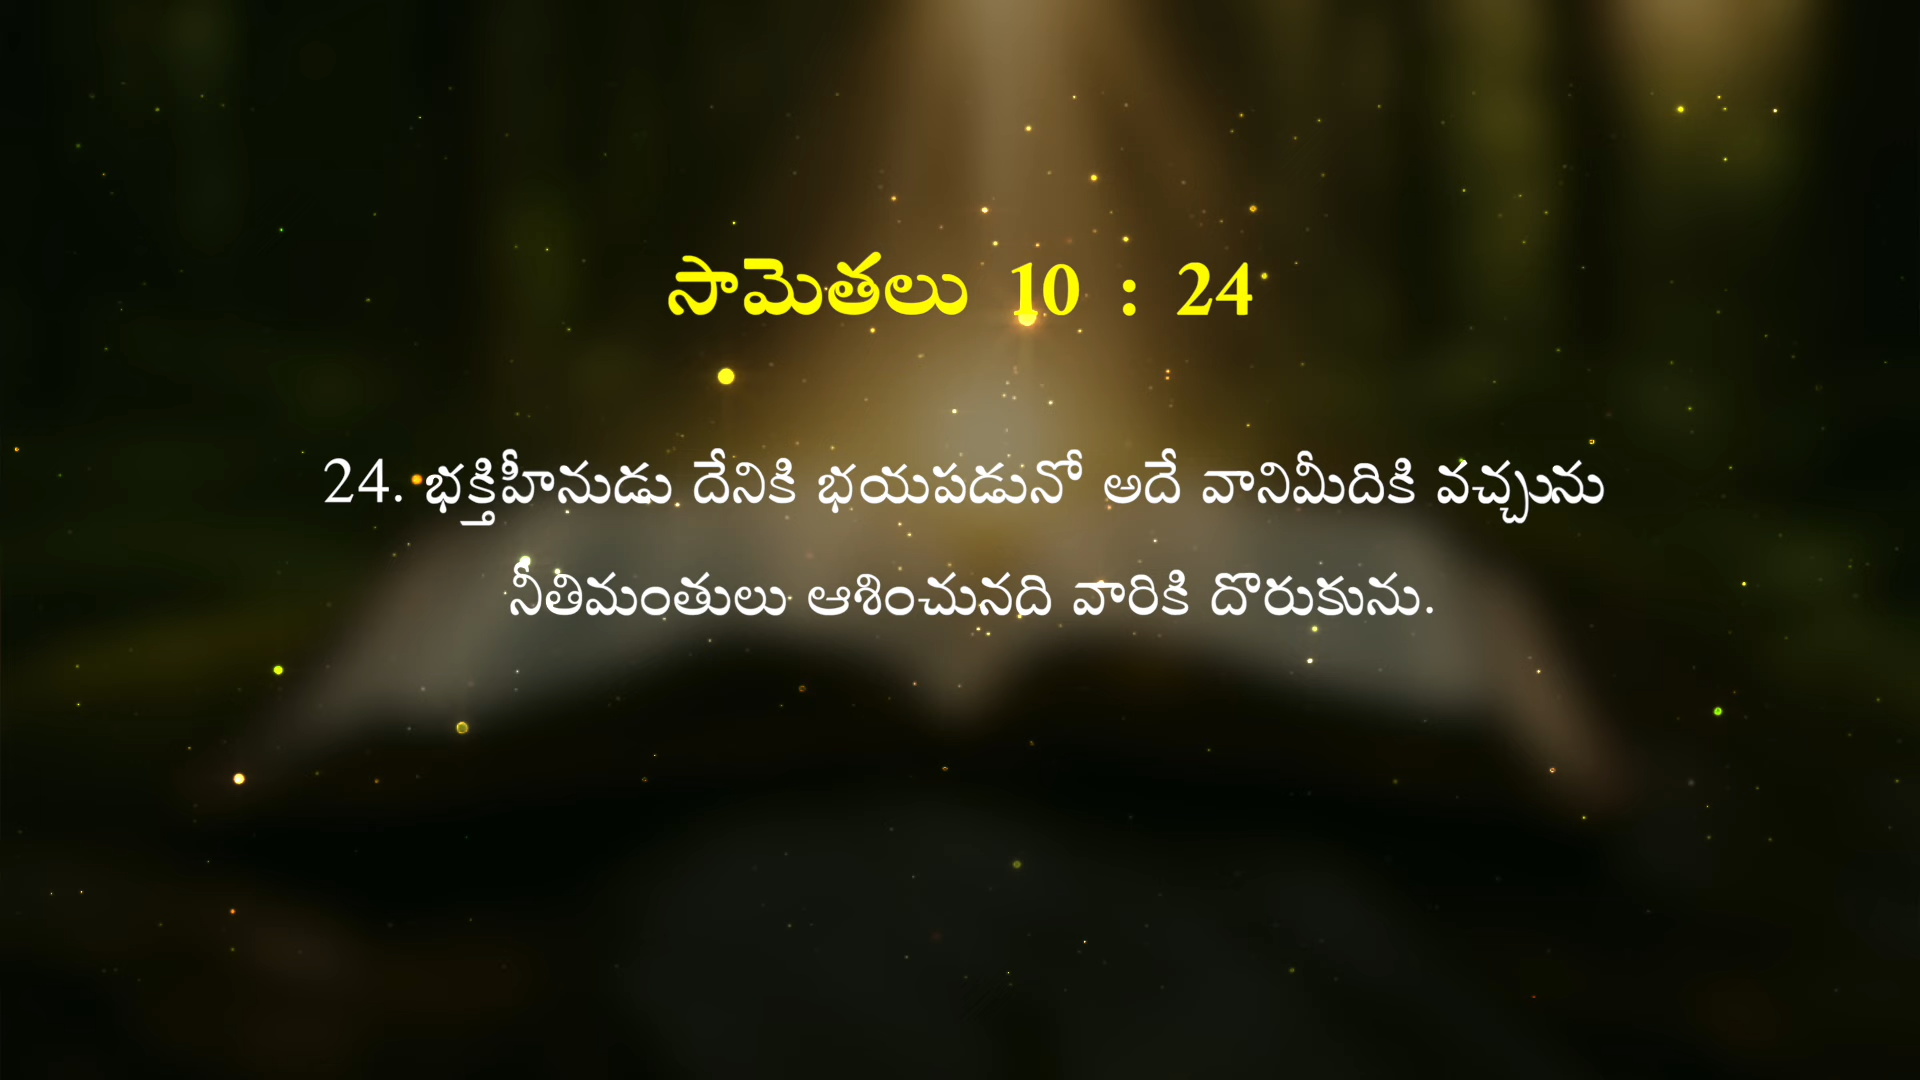 సామెతలు 10 : 24
24. భక్తిహీనుడు దేనికి భయపడునో అదే వానిమీదికి వచ్చును
నీతిమంతులు ఆశించునది వారికి దొరుకును.